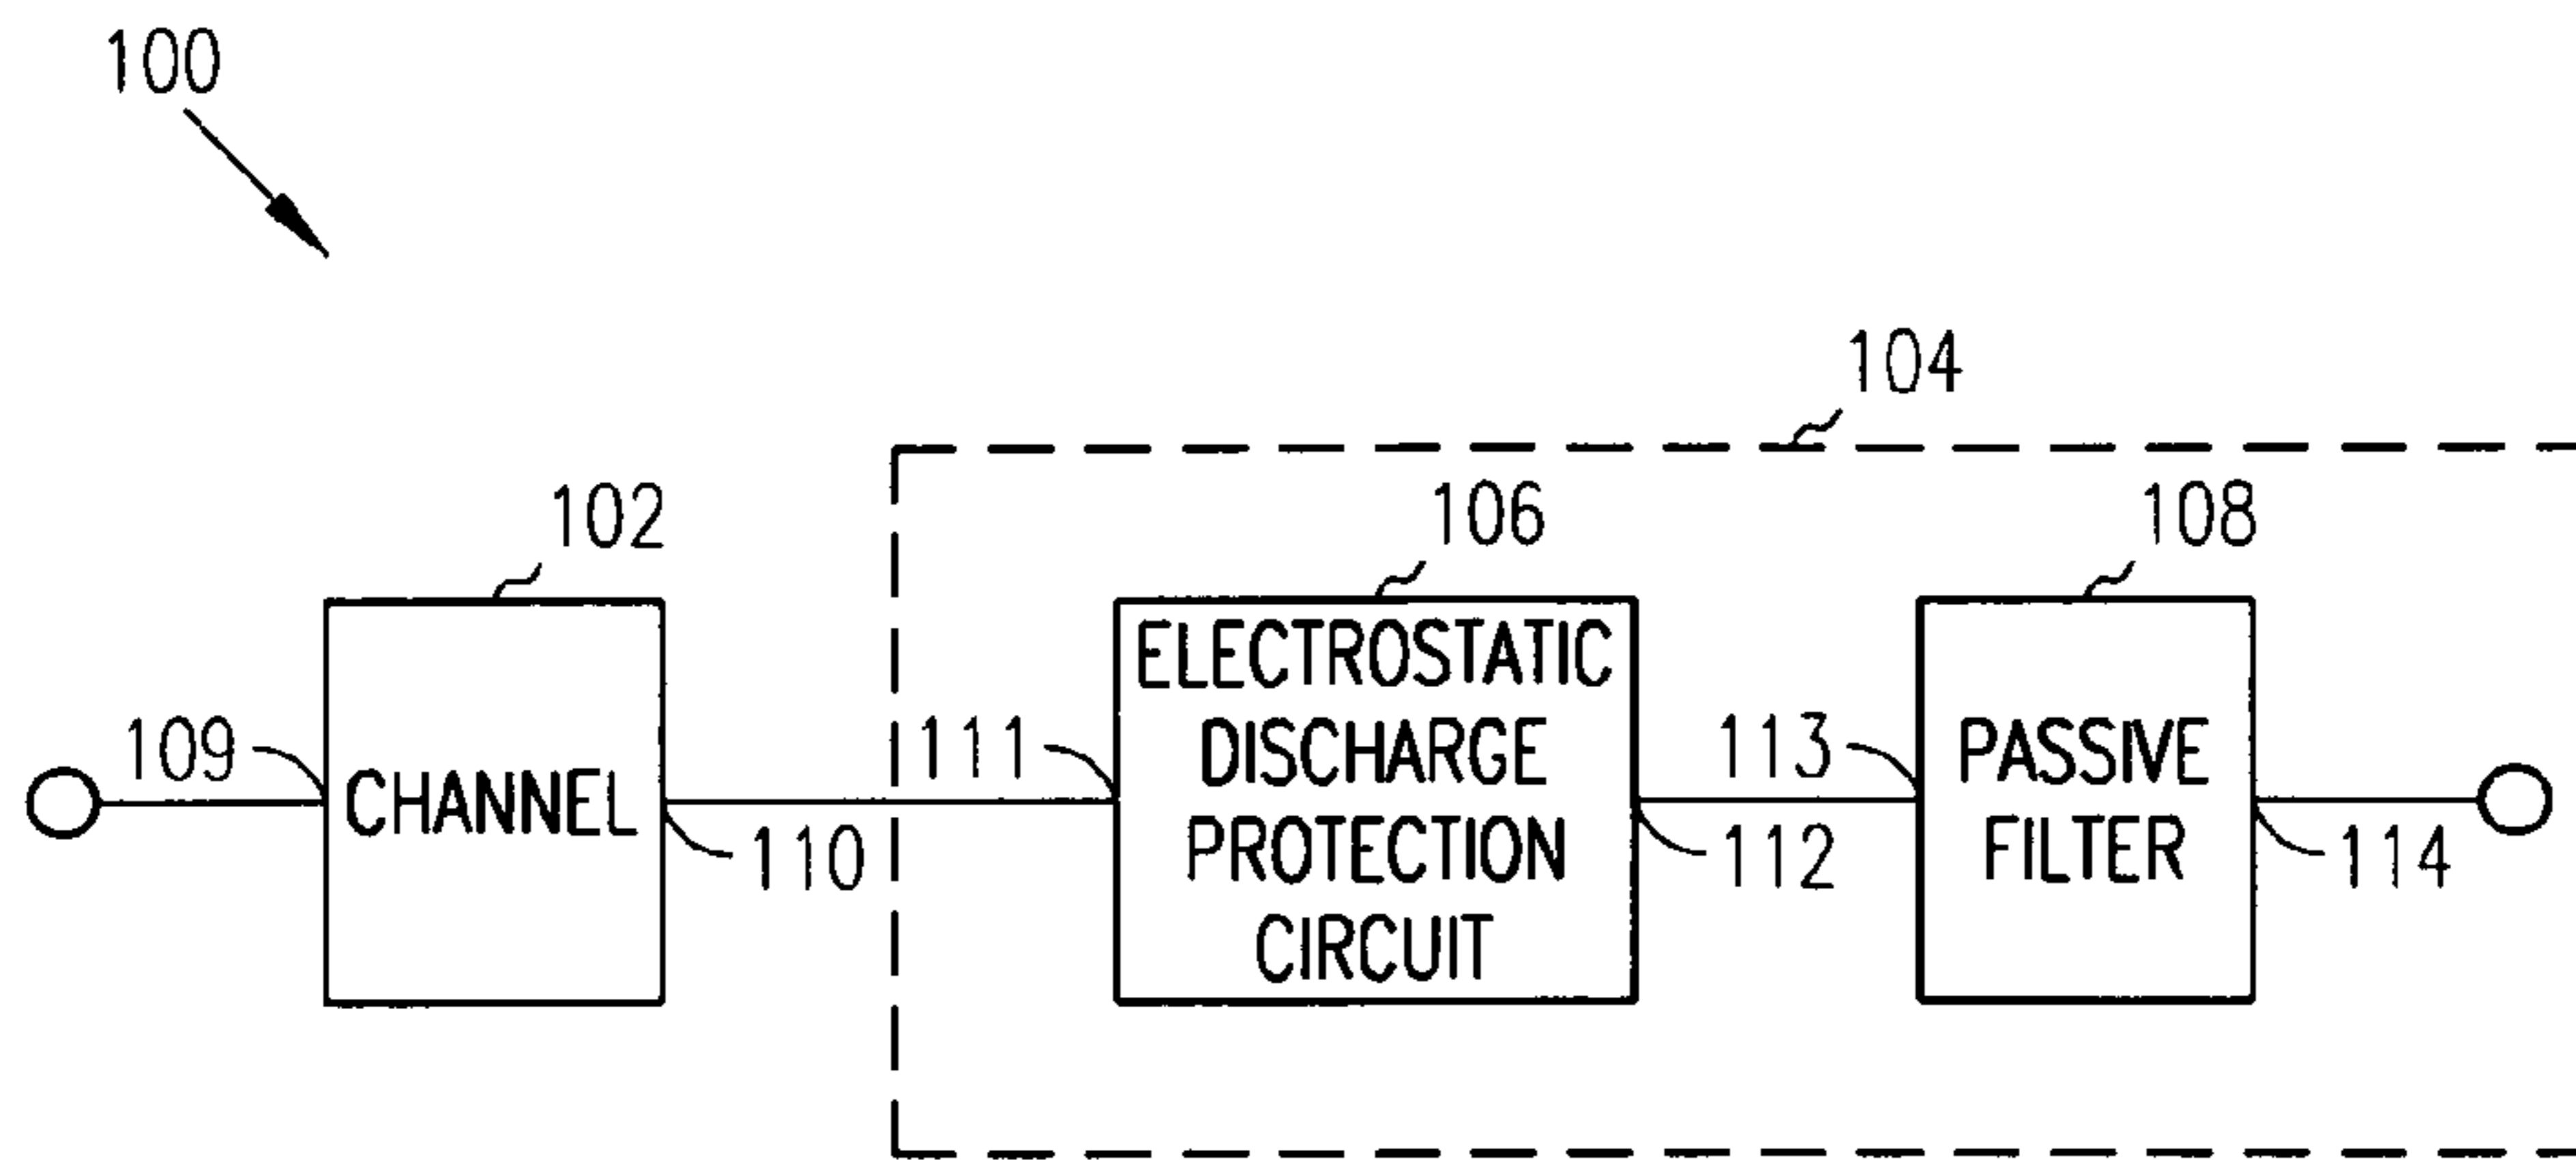 100
104
102
106
108
ELECTROSTATIC
DISCHARGE
PROTECTION
CIRCUIT
109
CHANNEL
110
111
112
113
PASSIVE
FILTER
114